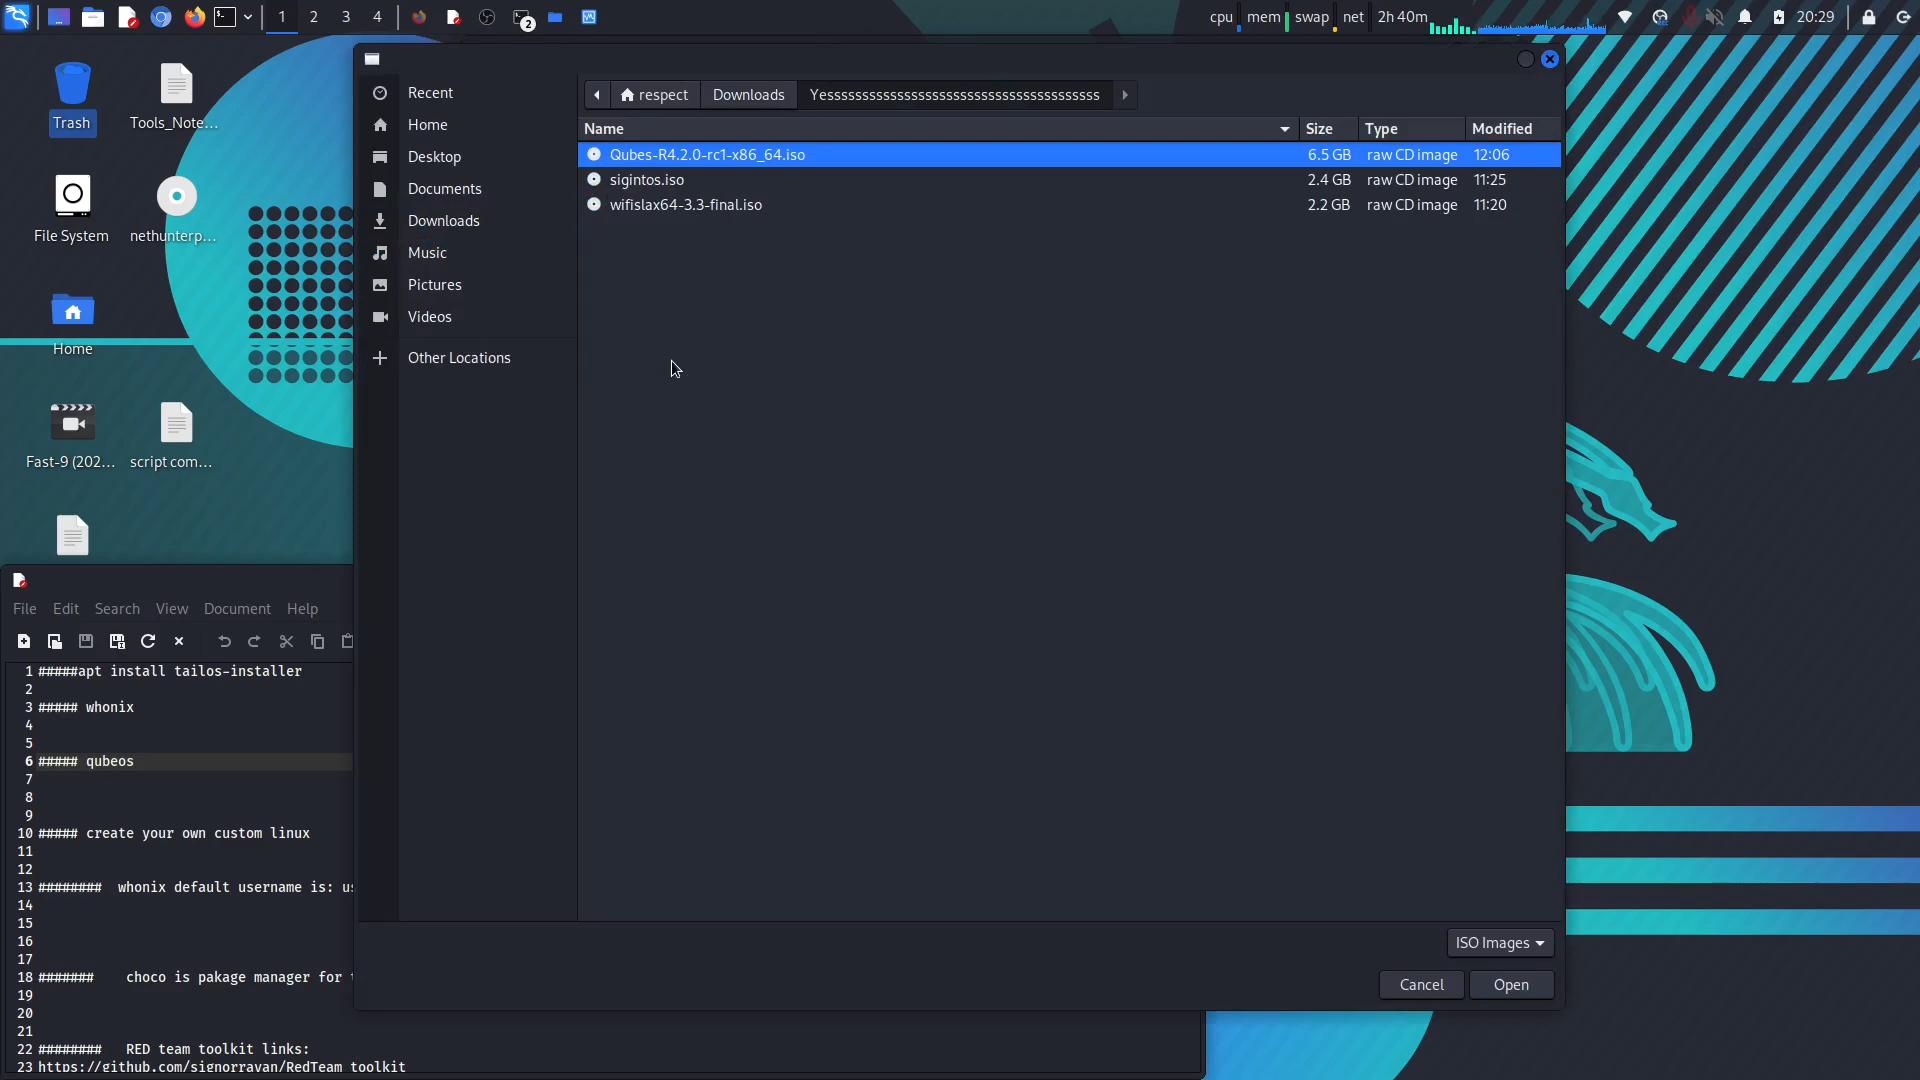 1 2 3 4
2
cpu mem swap net 2h 40m 20:29
Trash
Tools_Note...
File System
nethunterp...
Home
Fast-9 (202...
script com...
Recent
Home
Desktop
Documents
Downloads
Music
Pictures
Videos
Other Locations
respect Downloads Yesssssssssssssssssssssssssssssssssssssss
Name Size Type Modified
Qubes-R4.2.0-rc1-x86_64.iso 6.5 GB raw CD image 12:06
sigintos.iso 2.4 GB raw CD image 11:25
wifislax64-3.3-final.iso 2.2 GB raw CD image 11:20
ISO Images
Cancel Open
File Edit Search View Document Help
1 #####apt install tailos-installer
2
3 ##### whonix
4
5
6 ##### qubeos
7
8
9
10 ##### create your own custom linux
11
12
13 ######## whonix default username is: us
14
15
16
17
18 ####### choco is pakage manager for
19
20
21
22 ######## RED team toolkit links:
23 https://github.com/signorrayan/RedTeam_toolkit